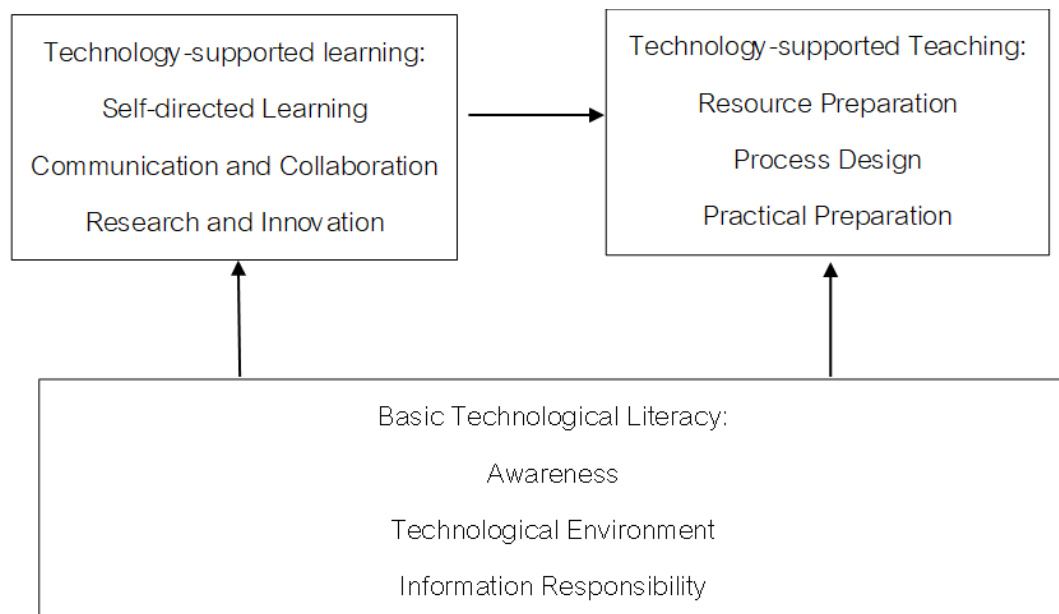 Technology-supported learning:
Self-directed Learning
Communication and Collaboration
Research and Innovation
Technology-supported Teaching:
Resource Preparation
Process Design
Practical Preparation
Basic Technological Literacy:
Awareness
Technological Environment
Information Responsibility